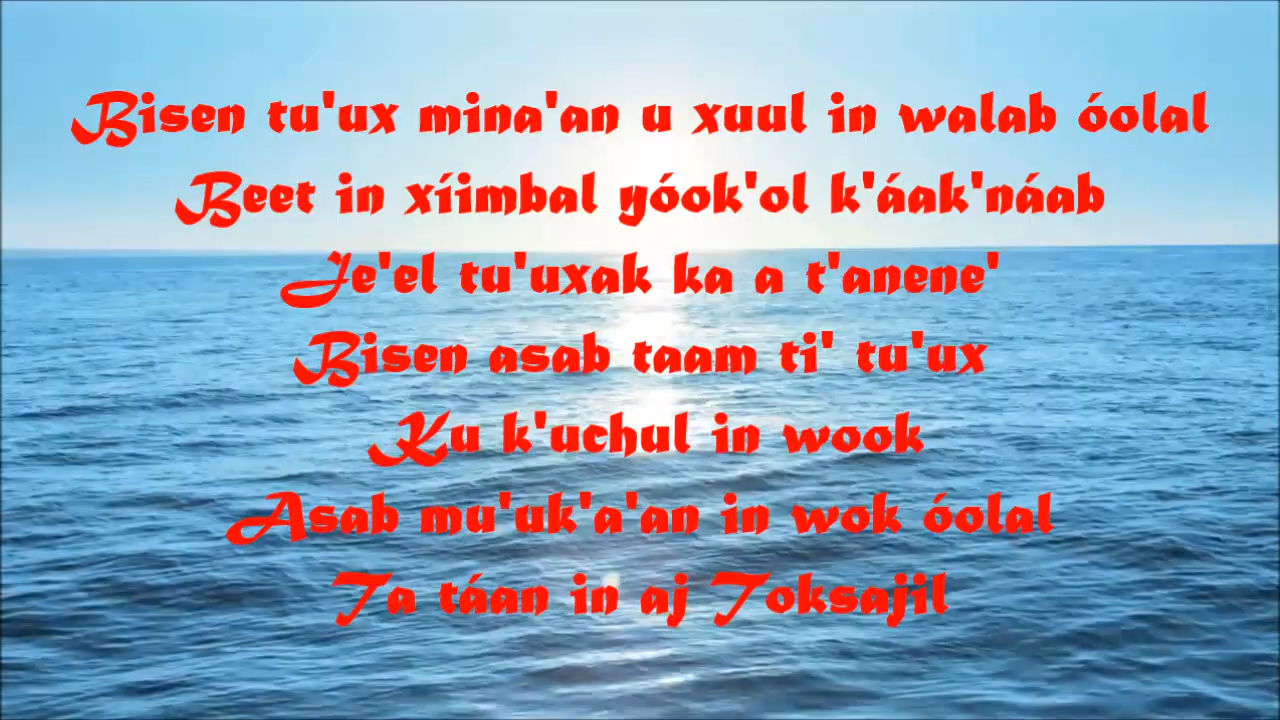 Bisen tu'ux mina'an u xuul in walab óolal
Beet in xíimbal yóok'ol k'áak'náab
Je'el tu'uxak ka a t'anene'
Bisen asab taam ti' tu'ux
Ku k'uchul in wook
Asab mu'uk'a'an in wok óolal
Ta táan in aj Toksajil